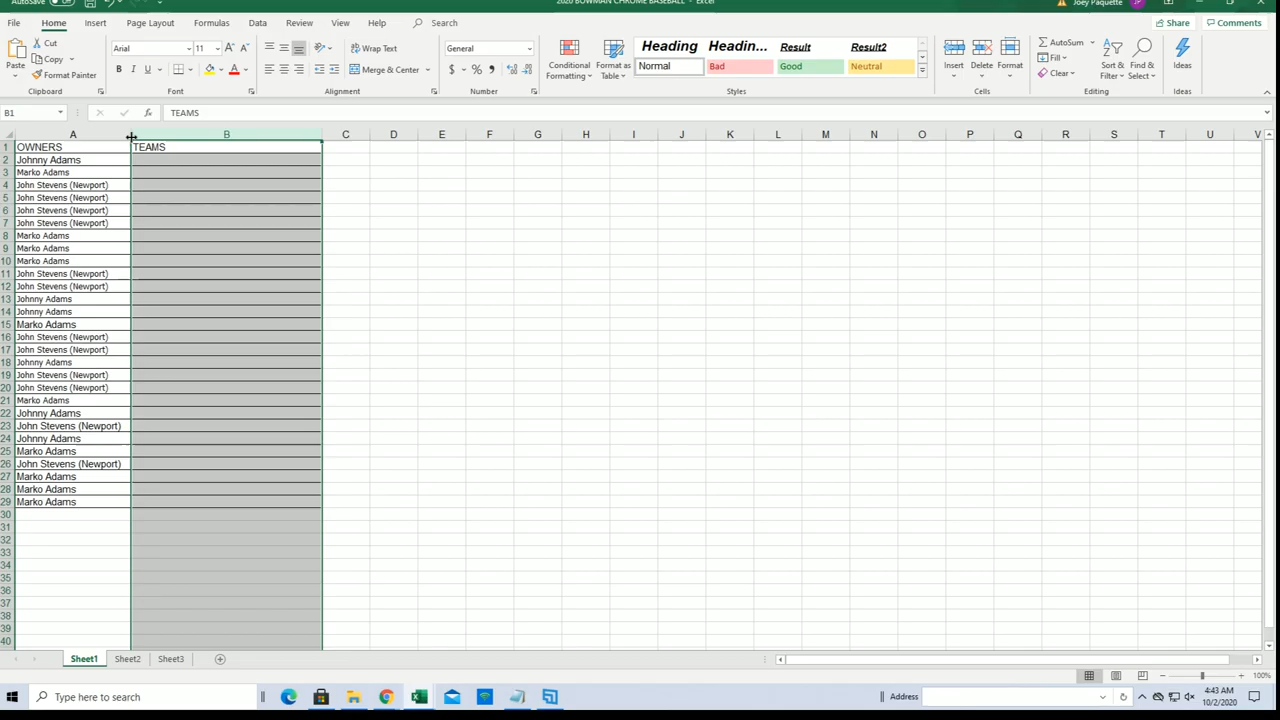 AutoSave Off 2020 BOWMAN CHROME BASEBALL - Excel Joey Paquette JP
File Home Insert Page Layout Formulas Data Review View Help Search Share Comments
Paste Cut Copy Format Painter
Clipboard
Arial 11 A A
B I U A
Font
Wrap Text
Merge & Center
Alignment
General
$ % ,
Number
Conditional Formatting
Format as Table
Heading Headin... Result Result2
Normal Bad Good Neutral
Styles
Insert Delete Format
Cells
AutoSum
Fill
Clear
Sort & Filter
Find & Select
Editing
Ideas
Ideas
B1 fx TEAMS
A B C D E F G H I J K L M N O P Q R S T U V
1 OWNERS TEAMS
2 Johnny Adams
3 Marko Adams
4 John Stevens (Newport)
5 John Stevens (Newport)
6 John Stevens (Newport)
7 John Stevens (Newport)
8 Marko Adams
9 Marko Adams
10 Marko Adams
11 John Stevens (Newport)
12 John Stevens (Newport)
13 Johnny Adams
14 Johnny Adams
15 Marko Adams
16 John Stevens (Newport)
17 John Stevens (Newport)
18 Johnny Adams
19 John Stevens (Newport)
20 John Stevens (Newport)
21 Marko Adams
22 Johnny Adams
23 John Stevens (Newport)
24 Johnny Adams
25 Marko Adams
26 John Stevens (Newport)
27 Marko Adams
28 Marko Adams
29 Marko Adams
30
31
32
33
34
35
36
37
38
39
40
Sheet1 Sheet2 Sheet3
100%
Type here to search
Address
4:43 AM
10/2/2020